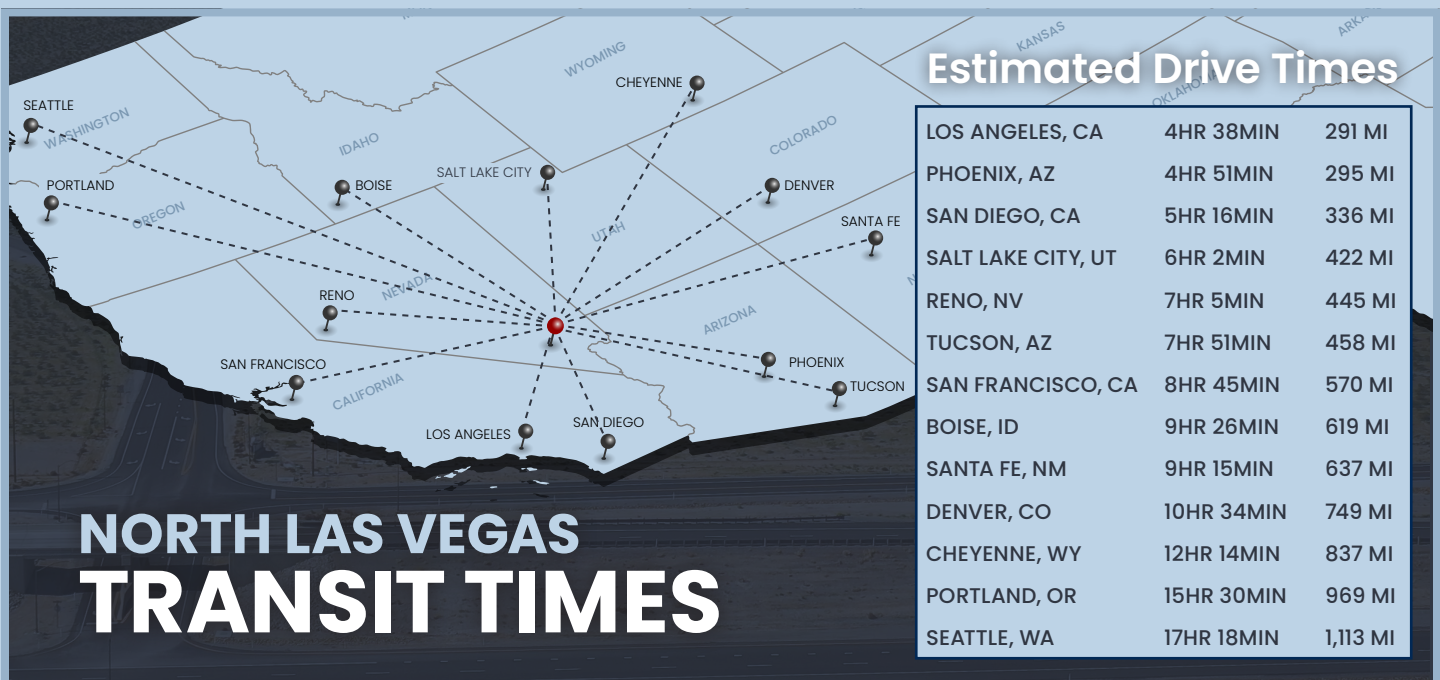 KANSAS
WYOMING
Estimated Drive Times
CHEYENNE
OKLAHOMA
SEATTLE
WASHINGTON
COLORADO
IDAHO
SALT LAKE CITY
PORTLAND
BOISE
DENVER
OREGON
SANTA FE
UTAH
NEVADA
RENO
ARIZONA
PHOENIX
SAN FRANCISCO
CALIFORNIA
TUCSON
LOS ANGELES
SAN DIEGO
LOS ANGELES, CA 4HR 38MIN 291 MI
PHOENIX, AZ 4HR 51MIN 295 MI
SAN DIEGO, CA 5HR 16MIN 336 MI
SALT LAKE CITY, UT 6HR 2MIN 422 MI
RENO, NV 7HR 5MIN 445 MI
TUCSON, AZ 7HR 51MIN 458 MI
SAN FRANCISCO, CA 8HR 45MIN 570 MI
BOISE, ID 9HR 26MIN 619 MI
SANTA FE, NM 9HR 15MIN 637 MI
DENVER, CO 10HR 34MIN 749 MI
CHEYENNE, WY 12HR 14MIN 837 MI
PORTLAND, OR 15HR 30MIN 969 MI
SEATTLE, WA 17HR 18MIN 1,113 MI
NORTH LAS VEGAS
TRANSIT TIMES